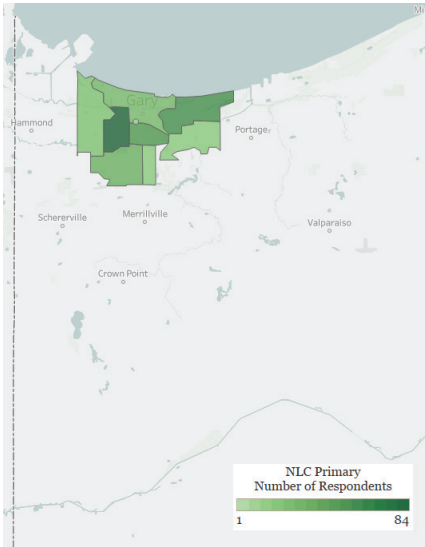 M
Gary
Hammond
Portage
Schererville
Merrillville
Valparaiso
Crown Point
NLC Primary
Number of Respondents
1
84